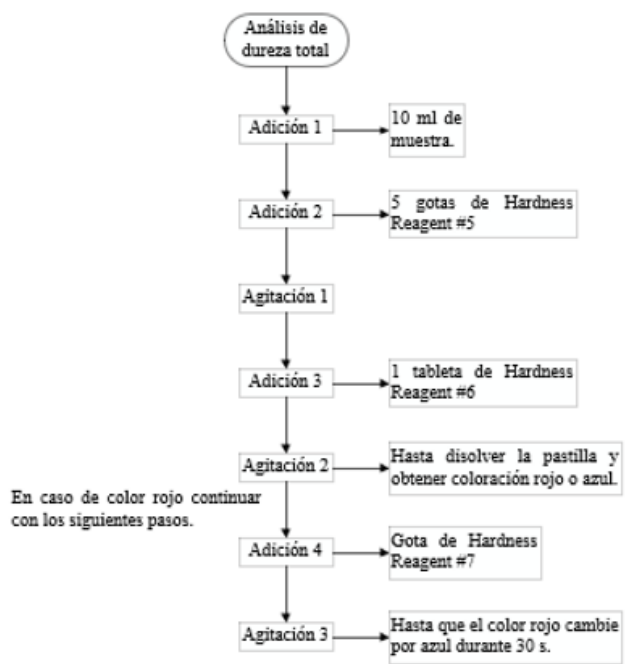 Análisis de
dureza total
Adición 1
10 ml de
muestra.
Adición 2
5 gotas de Hardness
Reagent #5
Agitación 1
Adición 3
1 tableta de Hardness
Reagent #6
Agitación 2
Hasta disolver la pastilla y
obtener coloración rojo o azul.
En caso de color rojo continuar
con los siguientes pasos.
Adición 4
Gota de Hardness
Reagent #7
Agitación 3
Hasta que el color rojo cambie
por azul durante 30 s.